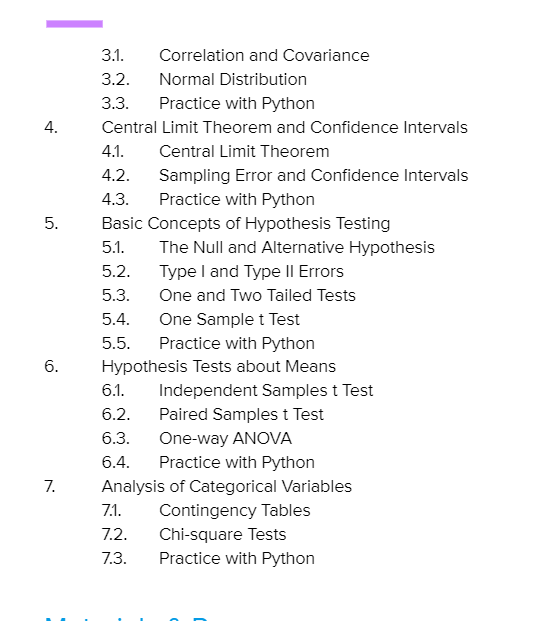 3.1. Correlation and Covariance
3.2. Normal Distribution
3.3. Practice with Python
4. Central Limit Theorem and Confidence Intervals
4.1. Central Limit Theorem
4.2. Sampling Error and Confidence Intervals
4.3. Practice with Python
5. Basic Concepts of Hypothesis Testing
5.1. The Null and Alternative Hypothesis
5.2. Type I and Type II Errors
5.3. One and Two Tailed Tests
5.4. One Sample t Test
5.5. Practice with Python
6. Hypothesis Tests about Means
6.1. Independent Samples t Test
6.2. Paired Samples t Test
6.3. One-way ANOVA
6.4. Practice with Python
7. Analysis of Categorical Variables
7.1. Contingency Tables
7.2. Chi-square Tests
7.3. Practice with Python